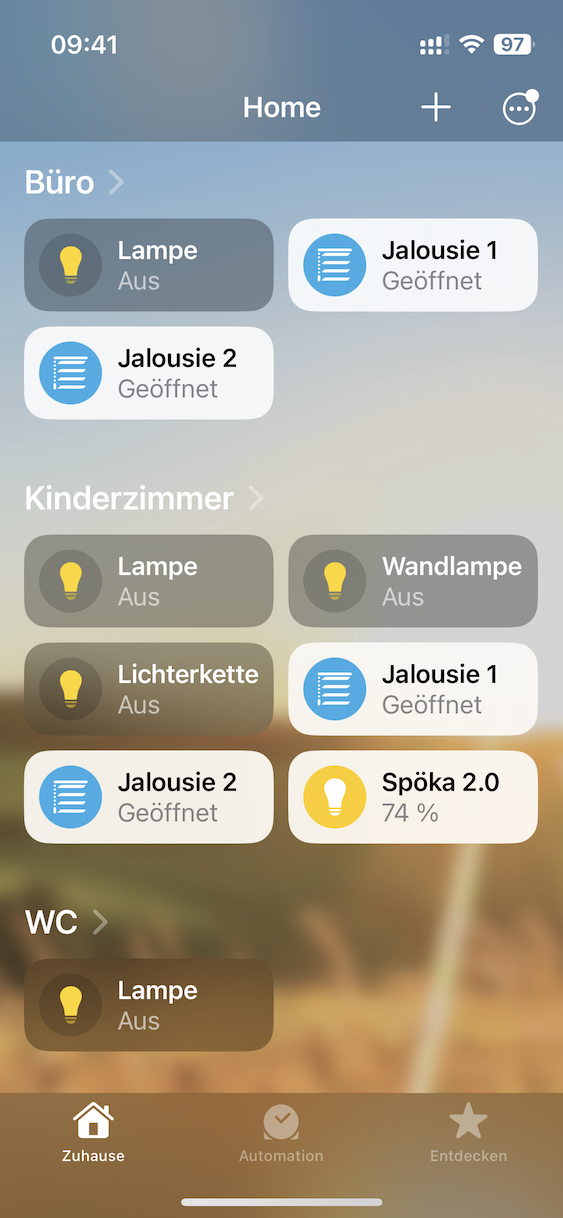 09:41
97
Home
Büro
Lampe
Aus
Jalousie 1
Geöffnet
Jalousie 2
Geöffnet
Kinderzimmer
Lampe
Aus
Wandlampe
Aus
Lichterkette
Aus
Jalousie 1
Geöffnet
Jalousie 2
Geöffnet
Spöka 2.0
74 %
WC
Lampe
Aus
Zuhause
Automation
Entdecken